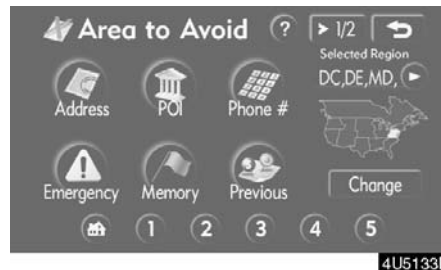 Area to Avoid ? > 1/2
Selected Region
DC,DE,MD,
Address POI Phone #
Emergency Memory Previous
Change
1 2 3 4 5
4U5133